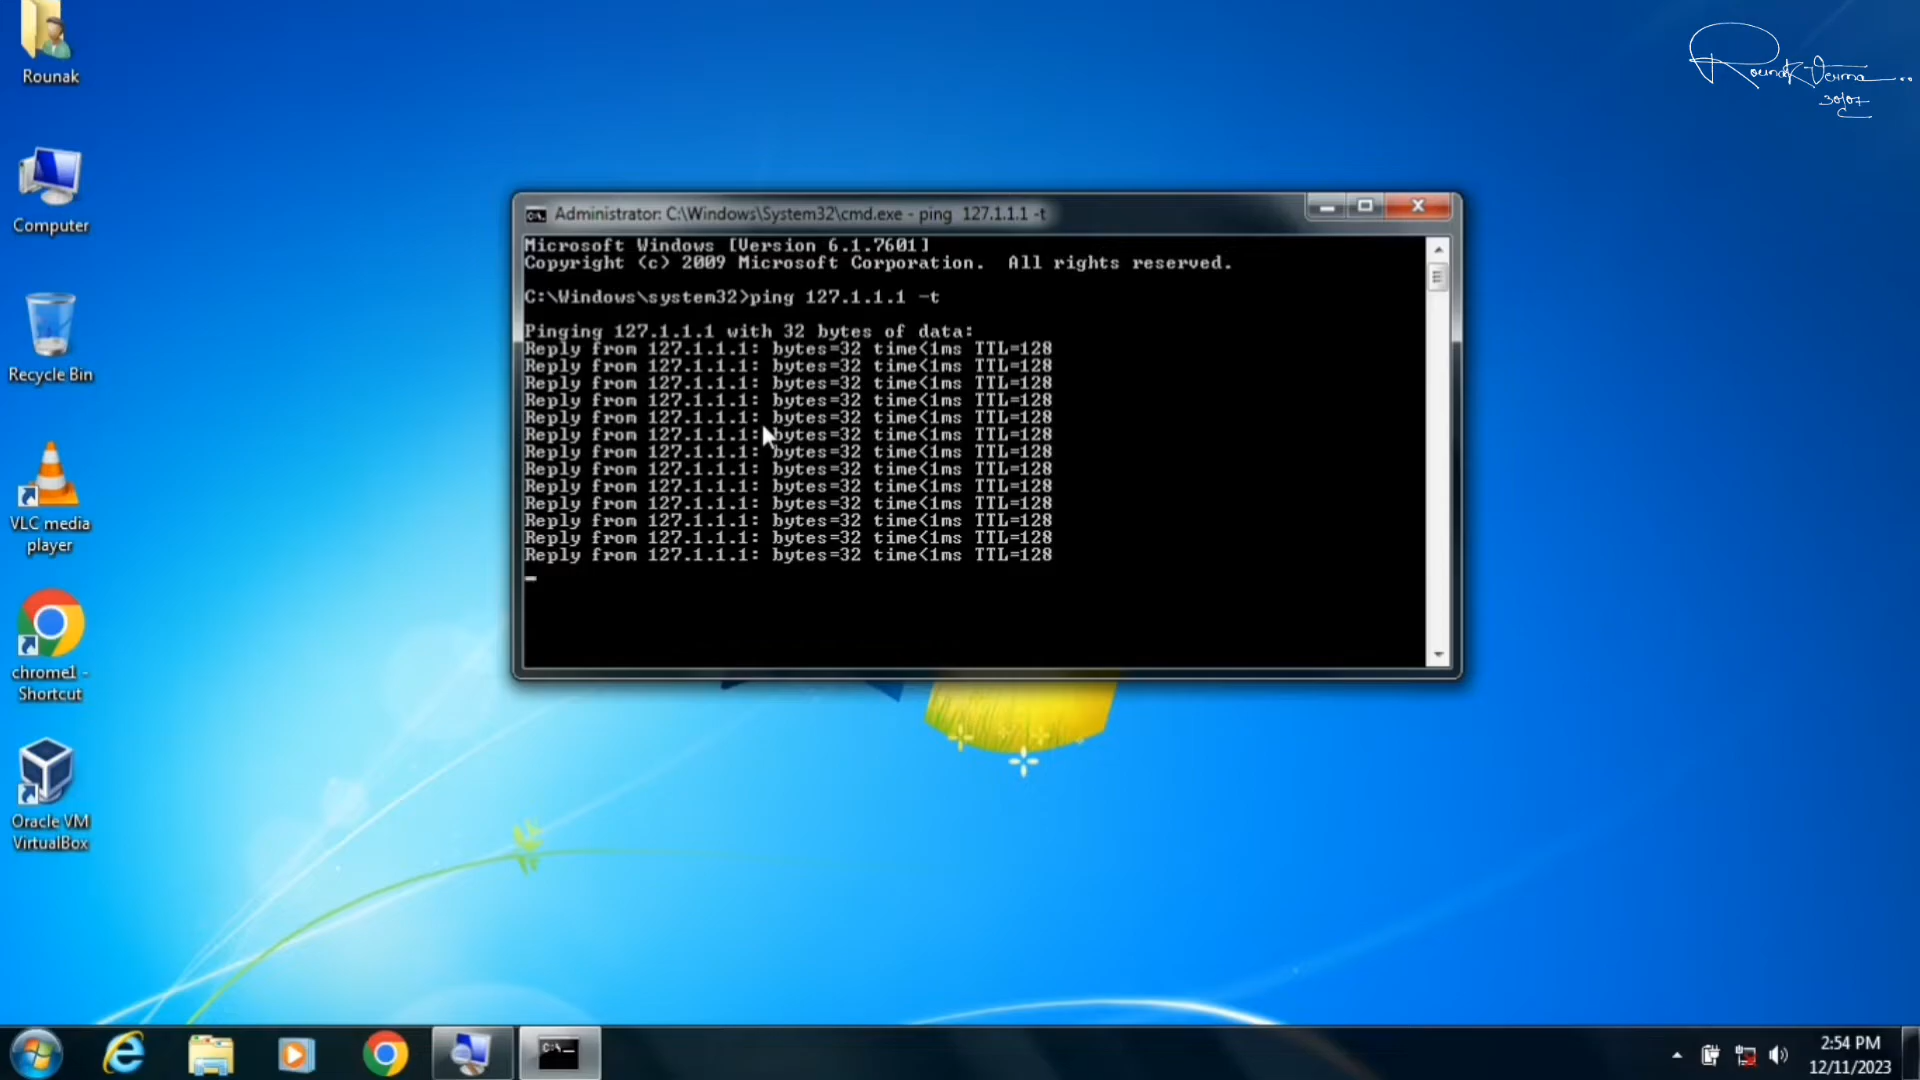 Rounak
Computer
Recycle Bin
VLC media
player
chrome1 -
Shortcut
Oracle VM
VirtualBox
Rounak Verma
30/07
Administrator: C:\Windows\System32\cmd.exe - ping  127.1.1.1 -t
Microsoft Windows [Version 6.1.7601]
Copyright (c) 2009 Microsoft Corporation.  All rights reserved.
C:\Windows\system32>ping 127.1.1.1 -t
Pinging 127.1.1.1 with 32 bytes of data:
Reply from 127.1.1.1: bytes=32 time<1ms TTL=128
Reply from 127.1.1.1: bytes=32 time<1ms TTL=128
Reply from 127.1.1.1: bytes=32 time<1ms TTL=128
Reply from 127.1.1.1: bytes=32 time<1ms TTL=128
Reply from 127.1.1.1: bytes=32 time<1ms TTL=128
Reply from 127.1.1.1: bytes=32 time<1ms TTL=128
Reply from 127.1.1.1: bytes=32 time<1ms TTL=128
Reply from 127.1.1.1: bytes=32 time<1ms TTL=128
Reply from 127.1.1.1: bytes=32 time<1ms TTL=128
Reply from 127.1.1.1: bytes=32 time<1ms TTL=128
Reply from 127.1.1.1: bytes=32 time<1ms TTL=128
Reply from 127.1.1.1: bytes=32 time<1ms TTL=128
Reply from 127.1.1.1: bytes=32 time<1ms TTL=128
C:\
2:54 PM
12/11/2023